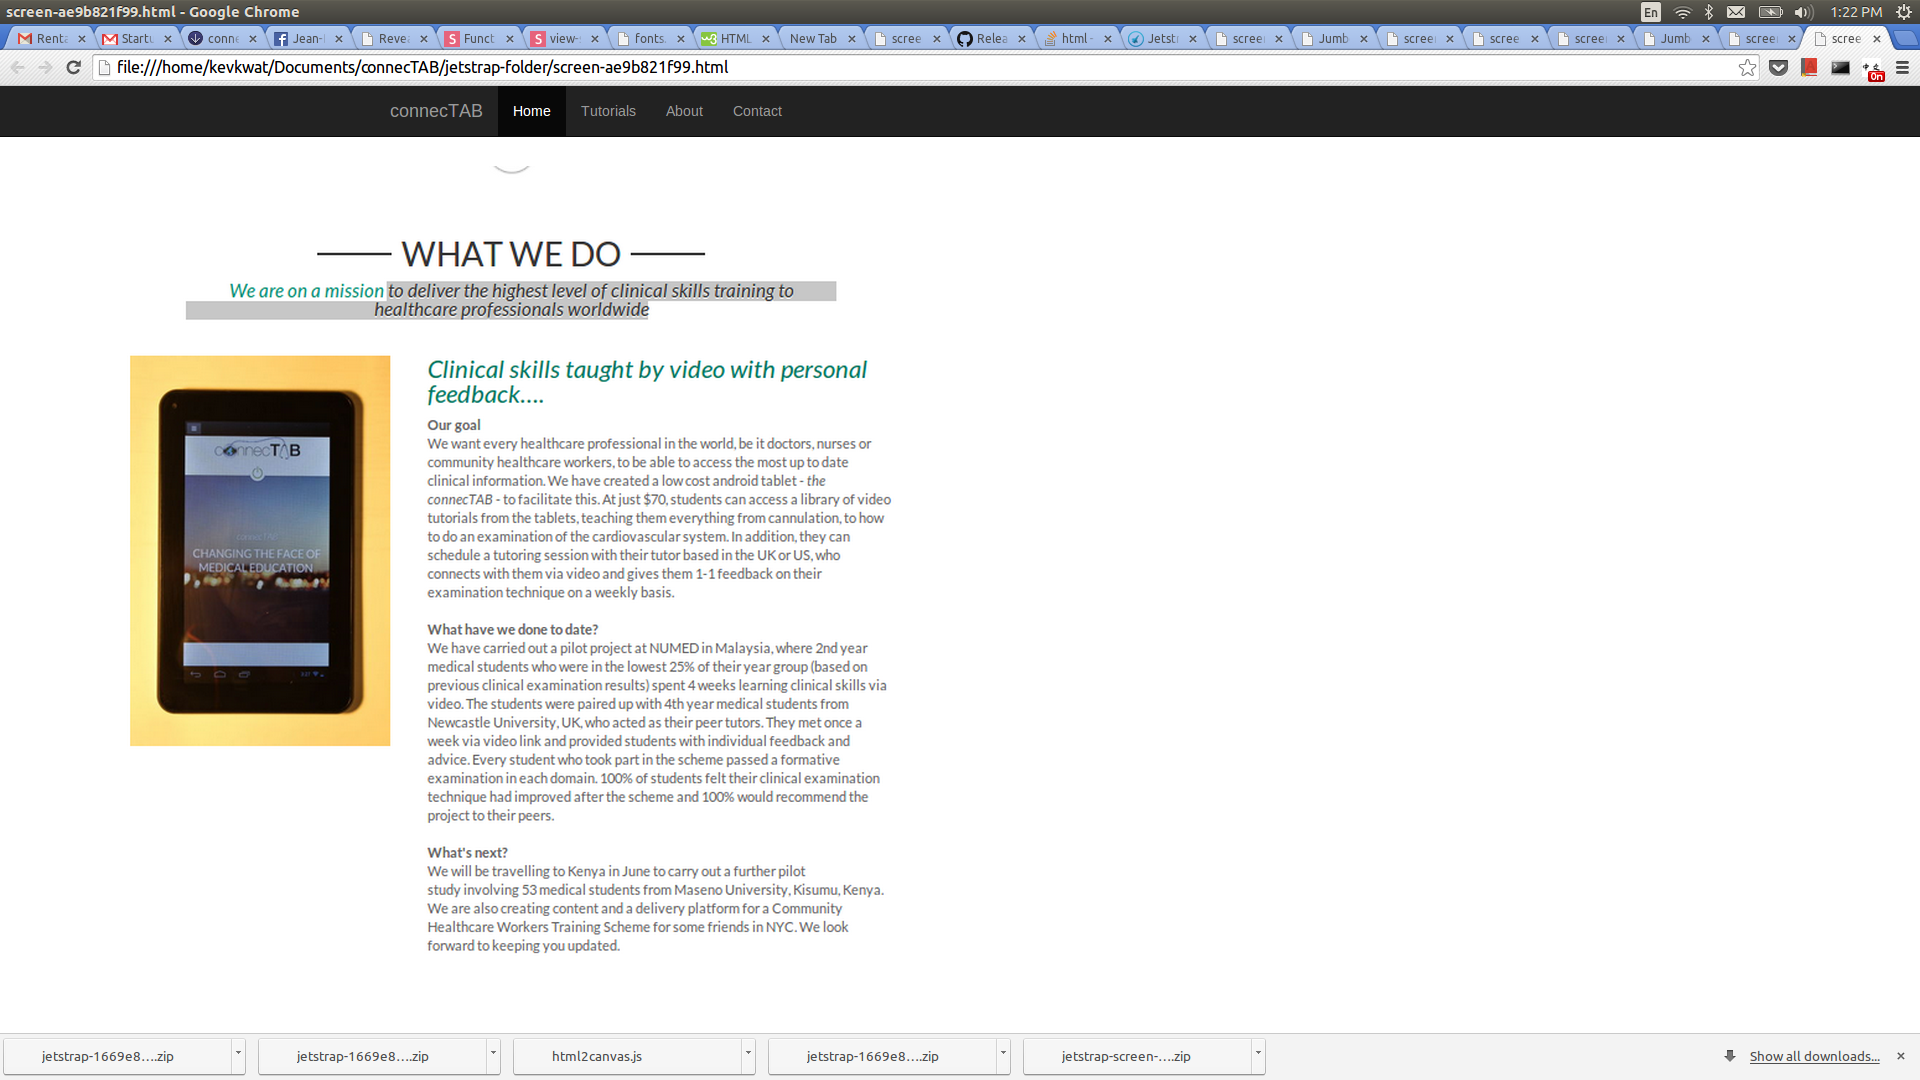 screen-ae9b821f99.html - Google Chrome
En
1:22 PM
Renta
Startu
conne
Jean-
Revea
Funct
view-s
fonts.
HTML
New Tab
scree
Relea
html -
Jetstr
screen
Jumb
screen
scree
screen
Jumb
screen
scree
file:///home/kevkwat/Documents/connecTAB/jetstrap-folder/screen-ae9b821f99.html
On
connecTAB
Home
Tutorials
About
Contact
WHAT WE DO
We are on a mission to deliver the highest level of clinical skills training to
healthcare professionals worldwide
connecTAB
connecTAB
CHANGING THE FACE OF
MEDICAL EDUCATION
Clinical skills taught by video with personal
feedback....
Our goal
We want every healthcare professional in the world, be it doctors, nurses or
community healthcare workers, to be able to access the most up to date
clinical information. We have created a low cost android tablet - the
connecTAB - to facilitate this. At just $70, students can access a library of video
tutorials from the tablets, teaching them everything from cannulation, to how
to do an examination of the cardiovascular system. In addition, they can
schedule a tutoring session with their tutor based in the UK or US, who
connects with them via video and gives them 1-1 feedback on their
examination technique on a weekly basis.
What have we done to date?
We have carried out a pilot project at NUMED in Malaysia, where 2nd year
medical students who were in the lowest 25% of their year group (based on
previous clinical examination results) spent 4 weeks learning clinical skills via
video. The students were paired up with 4th year medical students from
Newcastle University, UK, who acted as their peer tutors. They met once a
week via video link and provided students with individual feedback and
advice. Every student who took part in the scheme passed a formative
examination in each domain. 100% of students felt their clinical examination
technique had improved after the scheme and 100% would recommend the
project to their peers.
What's next?
We will be travelling to Kenya in June to carry out a further pilot
study involving 53 medical students from Maseno University, Kisumu, Kenya.
We are also creating content and a delivery platform for a Community
Healthcare Workers Training Scheme for some friends in NYC. We look
forward to keeping you updated.
jetstrap-1669e8....zip
jetstrap-1669e8....zip
html2canvas.js
jetstrap-1669e8....zip
jetstrap-screen-....zip
Show all downloads...